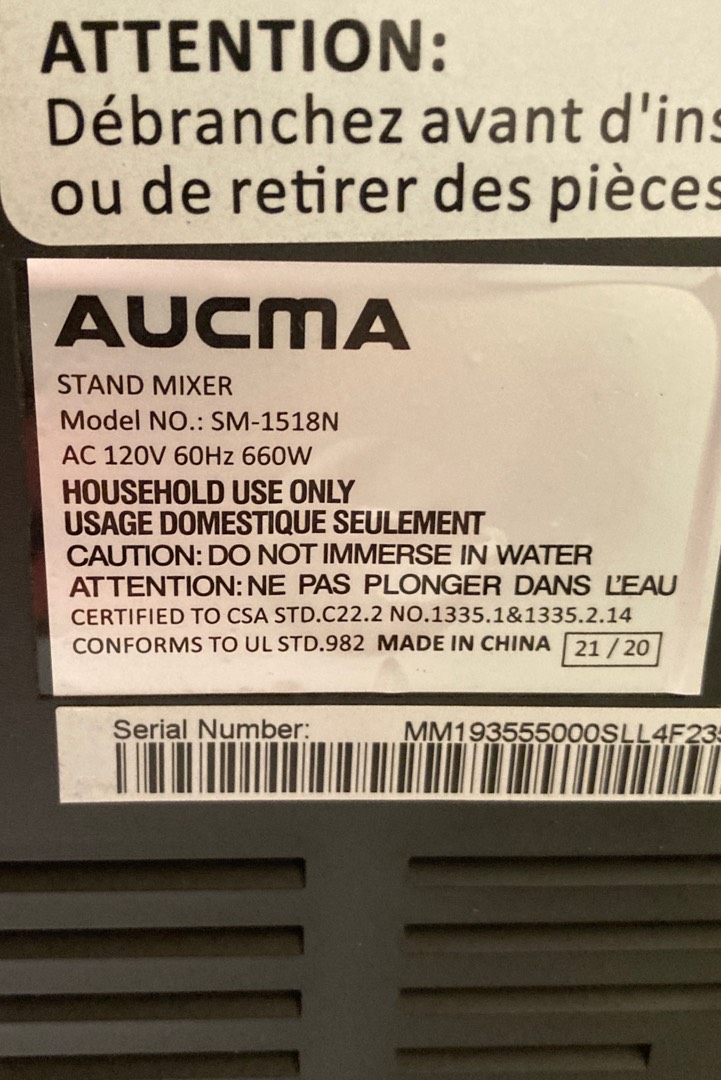 ATTENTION:
Débranchez avant d'ins
ou de retirer des pièces
AUCMA
STAND MIXER
Model NO.: SM-1518N
AC 120V 60Hz 660W
HOUSEHOLD USE ONLY
USAGE DOMESTIQUE SEULEMENT
CAUTION: DO NOT IMMERSE IN WATER
ATTENTION: NE PAS PLONGER DANS L'EAU
CERTIFIED TO CSA STD.C22.2 NO.1335.1&1335.2.14
CONFORMS TO UL STD.982 MADE IN CHINA 21 / 20
Serial Number: MM193555000SLL4F235